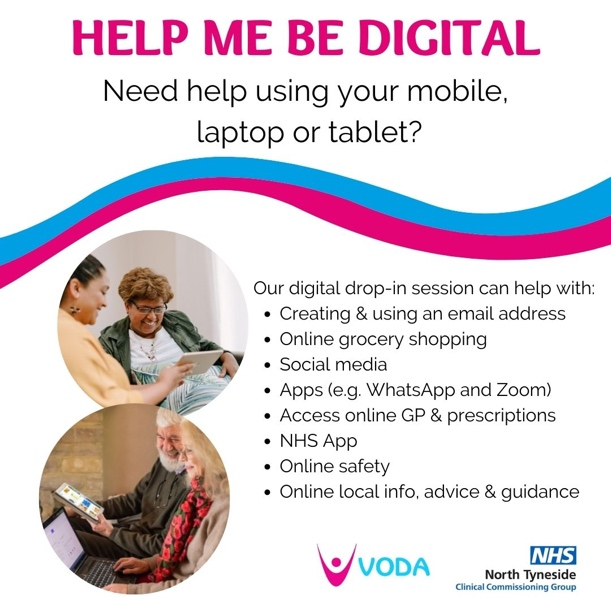 HELP ME BE DIGITAL
Need help using your mobile,
laptop or tablet?
Our digital drop-in session can help with:
• Creating & using an email address
• Online grocery shopping
• Social media
• Apps (e.g. WhatsApp and Zoom)
• Access online GP & prescriptions
• NHS App
• Online safety
• Online local info, advice & guidance
VODA
NHS
North Tyneside
Clinical Commissioning Group